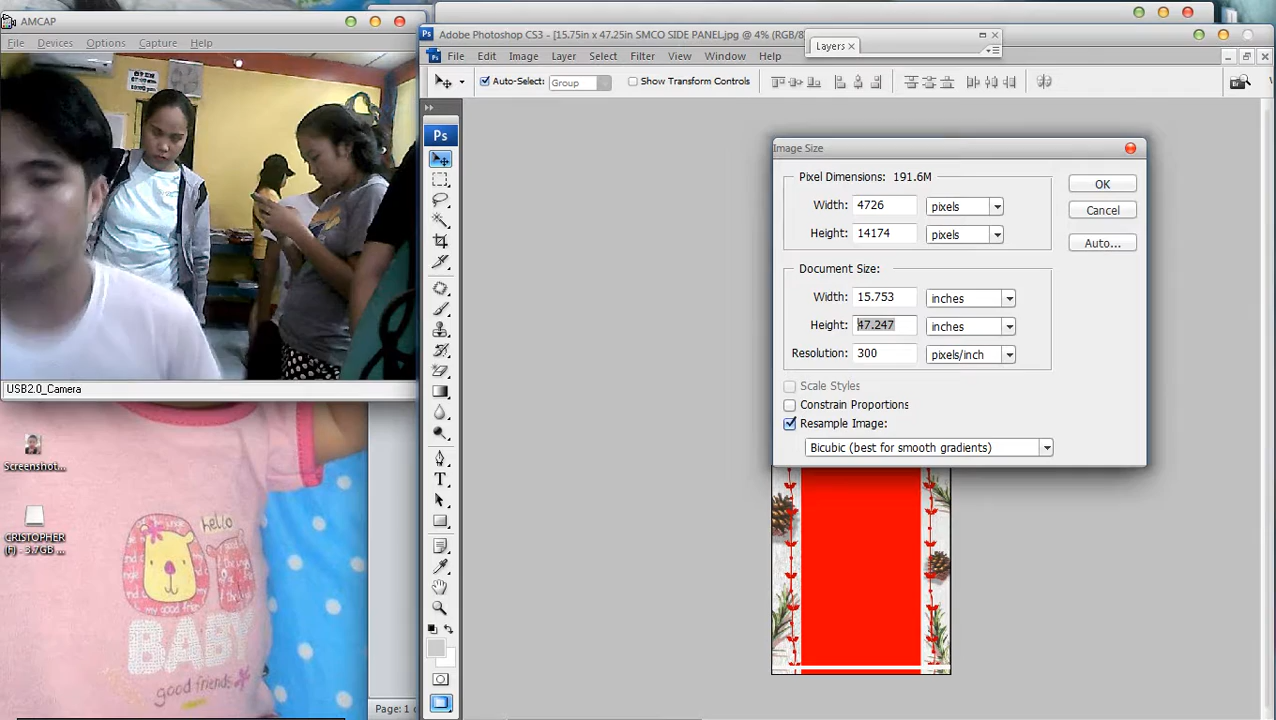 AMCAP
File Devices Options Capture Help
USB2.0_Camera
Screenshot...
CRISTOPHER
(F) - 3.7GB ...
hello
BABY
good friends
Page: 1
Adobe Photoshop CS3 - [15.75in x 47.25in SMCO SIDE PANEL.jpg @ 4% (RGB/8
Layers
File Edit Image Layer Select Filter View Window Help
Auto-Select: Group Show Transform Controls
Ps
Image Size
Pixel Dimensions: 191.6M
Width: 4726 pixels
Height: 14174 pixels
OK
Cancel
Auto...
Document Size:
Width: 15.753 inches
Height: 47.247 inches
Resolution: 300 pixels/inch
Scale Styles
Constrain Proportions
Resample Image:
Bicubic (best for smooth gradients)